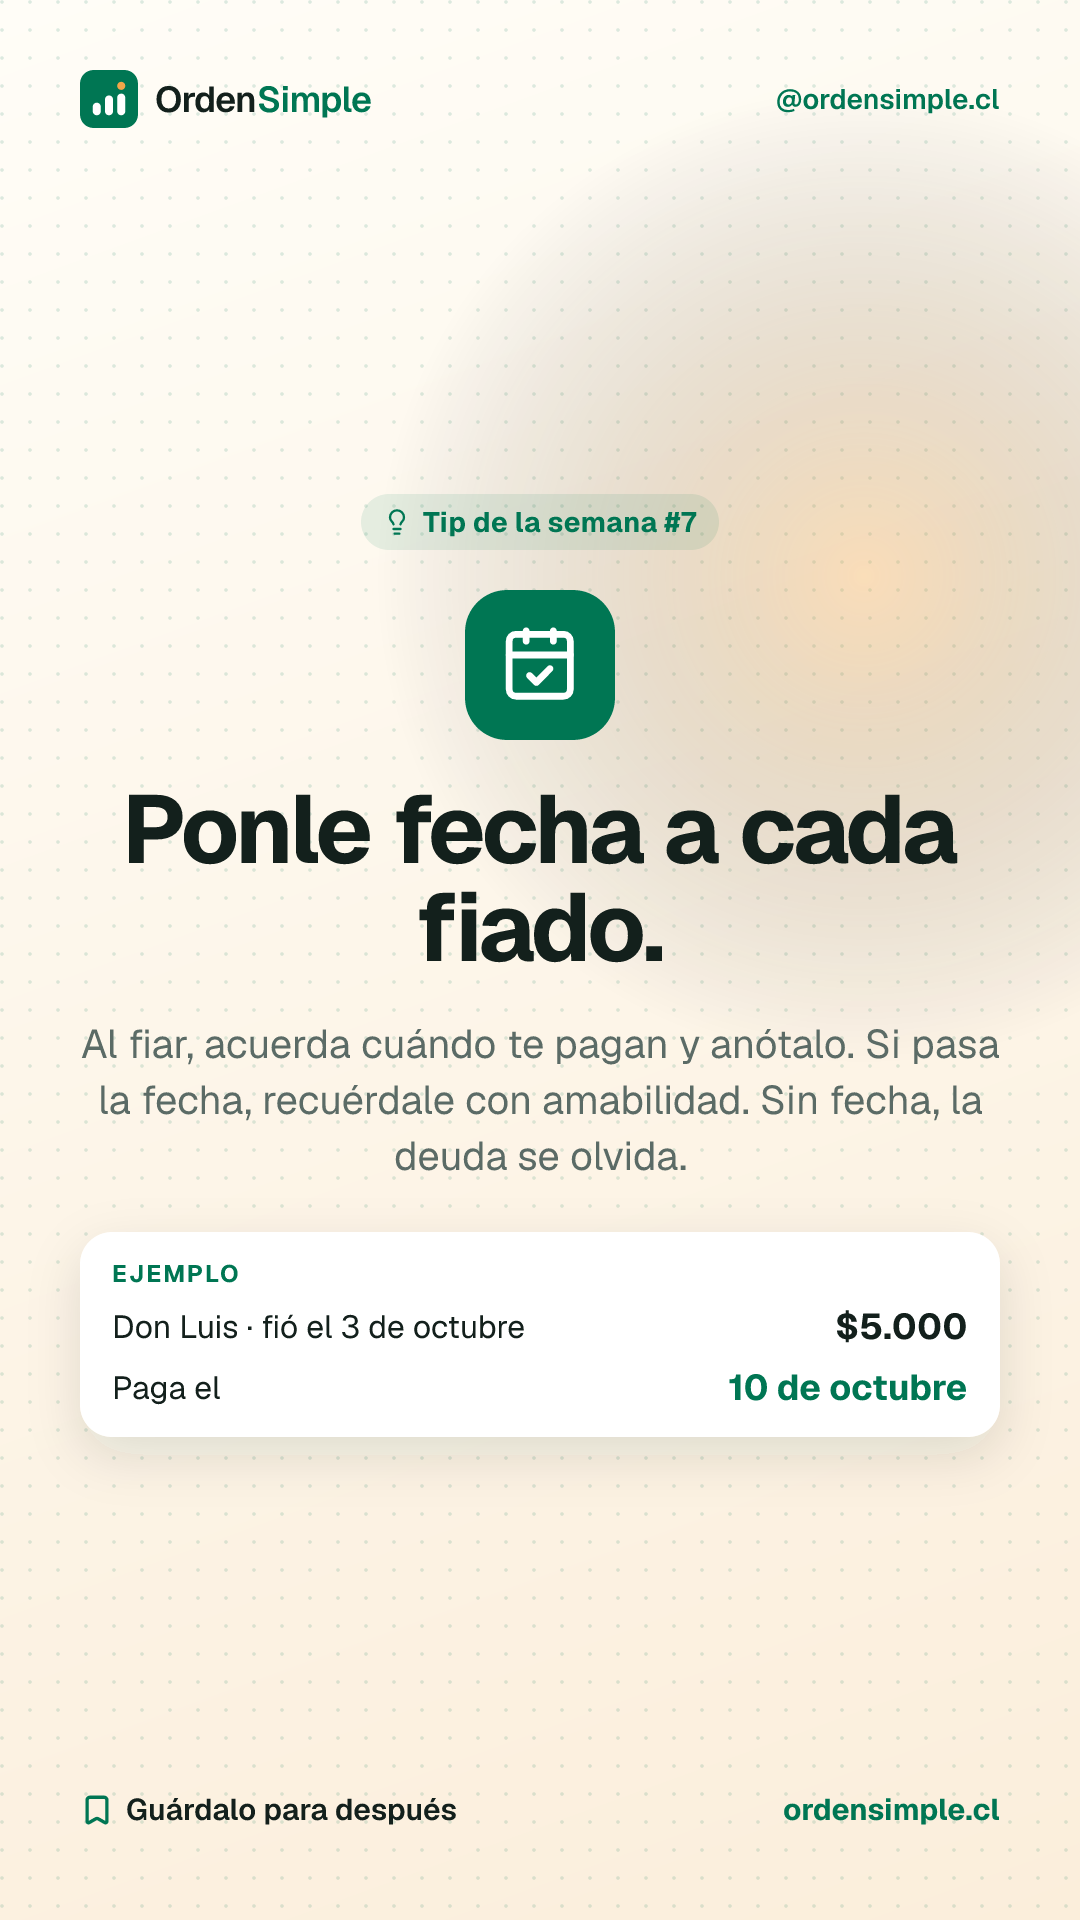 OrdenSimple
@ordensimple.cl
Tip de la semana #7
Ponle fecha a cada
fiado.
Al fiar, acuerda cuándo te pagan y anótalo. Si pasa
la fecha, recuérdale con amabilidad. Sin fecha, la
deuda se olvida.
EJEMPLO
Don Luis · fió el 3 de octubre $5.000
Paga el 10 de octubre
Guárdalo para después
ordensimple.cl